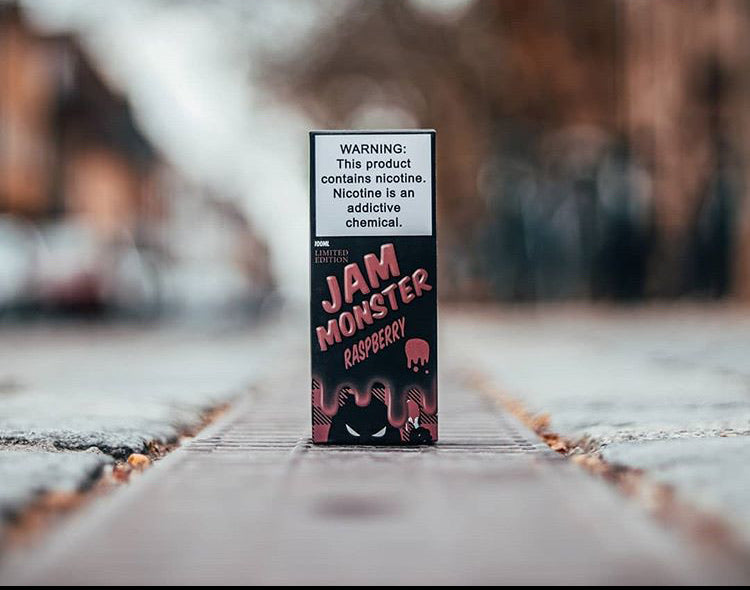 WARNING:
This product
contains nicotine.
Nicotine is an
addictive
chemical.
100ML
LIMITED
EDITION
JAM
MONSTER
RASPBERRY